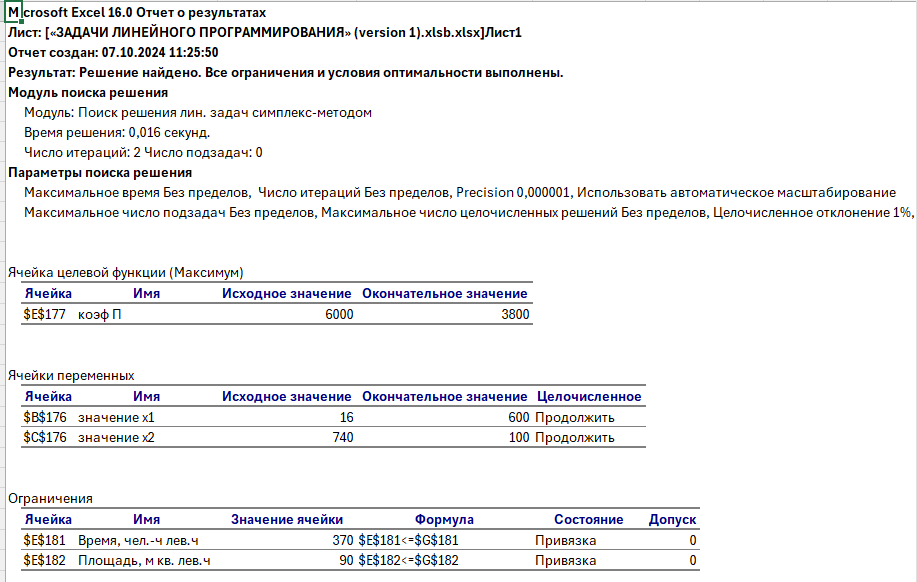 Microsoft Excel 16.0 Отчет о результатах
Лист: [«ЗАДАЧИ ЛИНЕЙНОГО ПРОГРАММИРОВАНИЯ» (version 1).xlsb.xlsx]Лист1
Отчет создан: 07.10.2024 11:25:50
Результат: Решение найдено. Все ограничения и условия оптимальности выполнены.
Модуль поиска решения
Модуль: Поиск решения лин. задач симплекс-методом
Время решения: 0,016 секунд.
Число итераций: 2 Число подзадач: 0
Параметры поиска решения
Максимальное время Без пределов, Число итераций Без пределов, Precision 0,000001, Использовать автоматическое масштабирование
Максимальное число подзадач Без пределов, Максимальное число целочисленных решений Без пределов, Целочисленное отклонение 1%,
Ячейка целевой функции (Максимум)
Ячейка Имя Исходное значение Окончательное значение
$E$177 коэф П 6000 3800
Ячейки переменных
Ячейка Имя Исходное значение Окончательное значение Целочисленное
$B$176 значение x1 16 600 Продолжить
$C$176 значение x2 740 100 Продолжить
Ограничения
Ячейка Имя Значение ячейки Формула Состояние Допуск
$E$181 Время, чел.-ч лев.ч 370 $E$181<=$G$181 Привязка 0
$E$182 Площадь, м кв. лев.ч 90 $E$182<=$G$182 Привязка 0